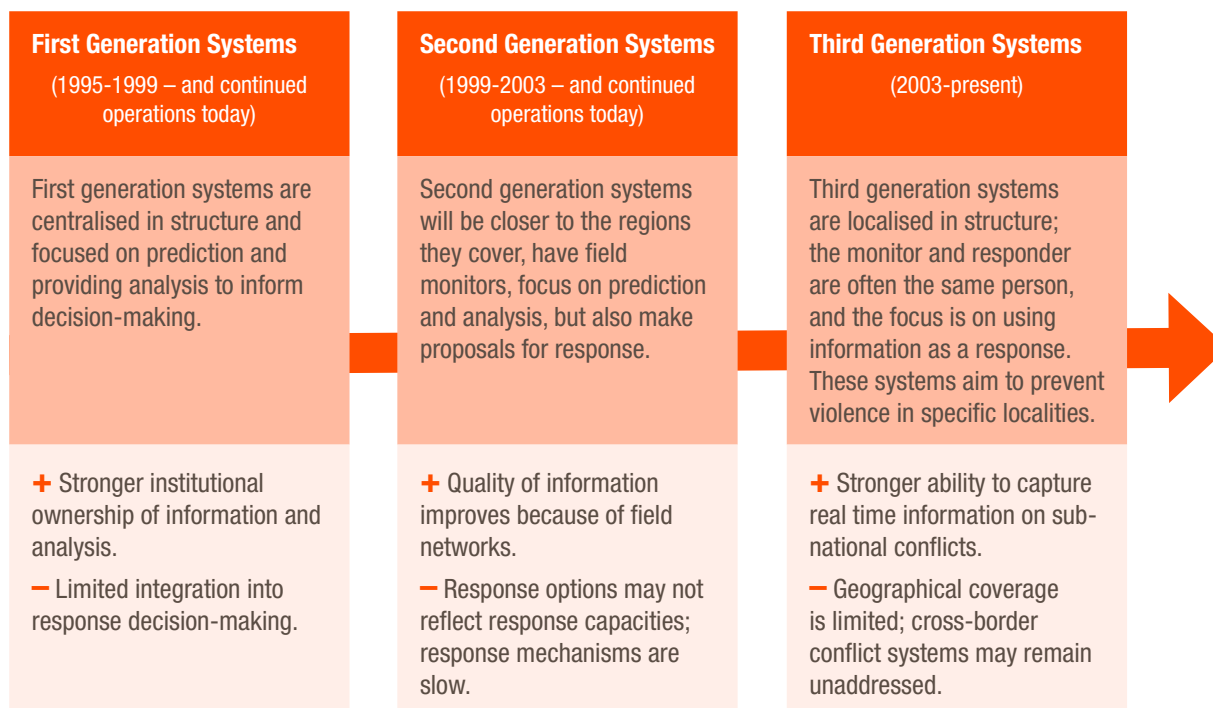 First Generation Systems
(1995-1999 – and continued
operations today)
First generation systems are
centralised in structure and
focused on prediction and
providing analysis to inform
decision-making.
+ Stronger institutional
ownership of information and
analysis.
– Limited integration into
response decision-making.
Second Generation Systems
(1999-2003 – and continued
operations today)
Second generation systems
will be closer to the regions
they cover, have field
monitors, focus on prediction
and analysis, but also make
proposals for response.
+ Quality of information
improves because of field
networks.
– Response options may not
reflect response capacities;
response mechanisms are
slow.
Third Generation Systems
(2003-present)
Third generation systems
are localised in structure;
the monitor and responder
are often the same person,
and the focus is on using
information as a response.
These systems aim to prevent
violence in specific localities.
+ Stronger ability to capture
real time information on sub-
national conflicts.
– Geographical coverage
is limited; cross-border
conflict systems may remain
unaddressed.